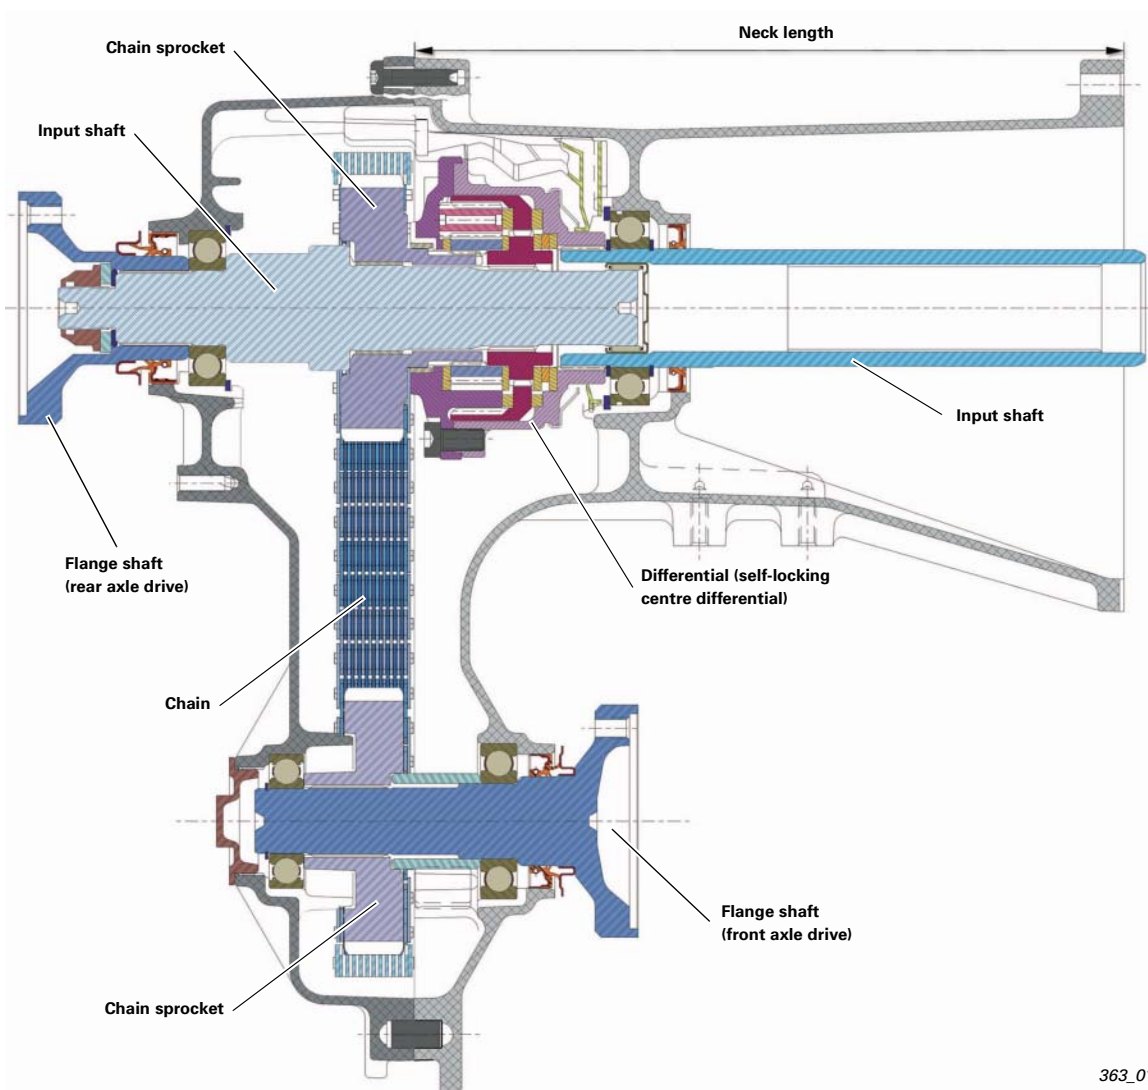 Neck length
Chain sprocket
Input shaft
Input shaft
Flange shaft
(rear axle drive)
Differential (self-locking
centre differential)
Chain
Flange shaft
(front axle drive)
Chain sprocket
363_0